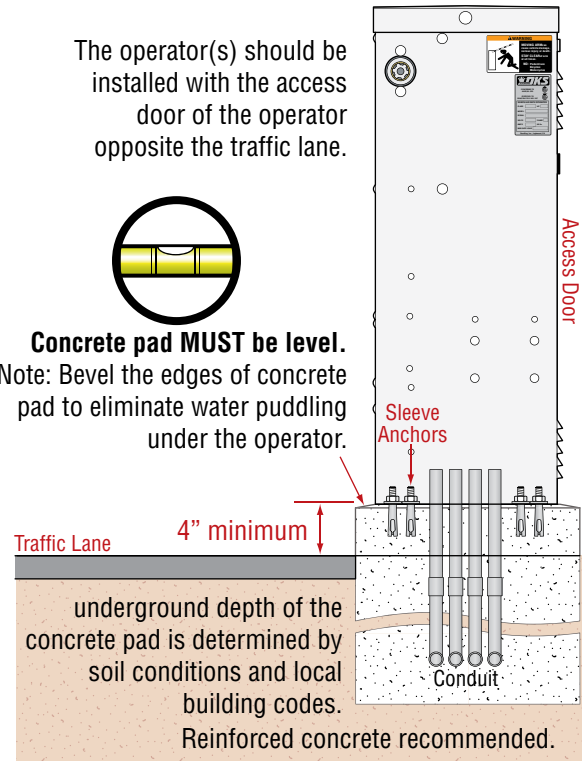 The operator(s) should be
installed with the access
door of the operator
opposite the traffic lane.
WARNING
DKS
Access Door
Concrete pad MUST be level.
Note: Bevel the edges of concrete
pad to eliminate water puddling
under the operator.
Sleeve
Anchors
4” minimum
Traffic Lane
underground depth of the
concrete pad is determined by
soil conditions and local
building codes.
Conduit
Reinforced concrete recommended.